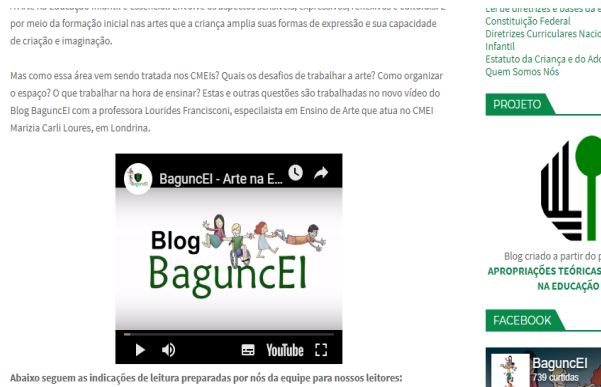 por meio da formação inicial nas artes que a criança amplia suas formas de expressão e sua capacidade
de criação e imaginação.
Mas como essa área vem sendo tratada nos CMEIs? Quais os desafios de trabalhar a arte? Como organizar
o espaço? O que trabalhar na hora de ensinar? Estas e outras questões são trabalhadas no novo vídeo do
Blog BaguncEI com a professora Lourides Francisconi, especilaista em Ensino de Arte que atua no CMEI
Marizia Carli Loures, em Londrina.
BaguncEI - Arte na E...
Blog
BaguncEI
YouTube
Abaixo seguem as indicações de leitura preparadas por nós da equipe para nossos leitores:
Lei de diretrizes e bases da e
Constituição Federal
Diretrizes Curriculares Nacio
Infantil
Estatuto da Criança e do Ado
Quem Somos Nós
PROJETO
Blog criado a partir do p
APROPRIAÇÕES TEÓRICAS
NA EDUCAÇÃO
FACEBOOK
BaguncEI
739 curtidas